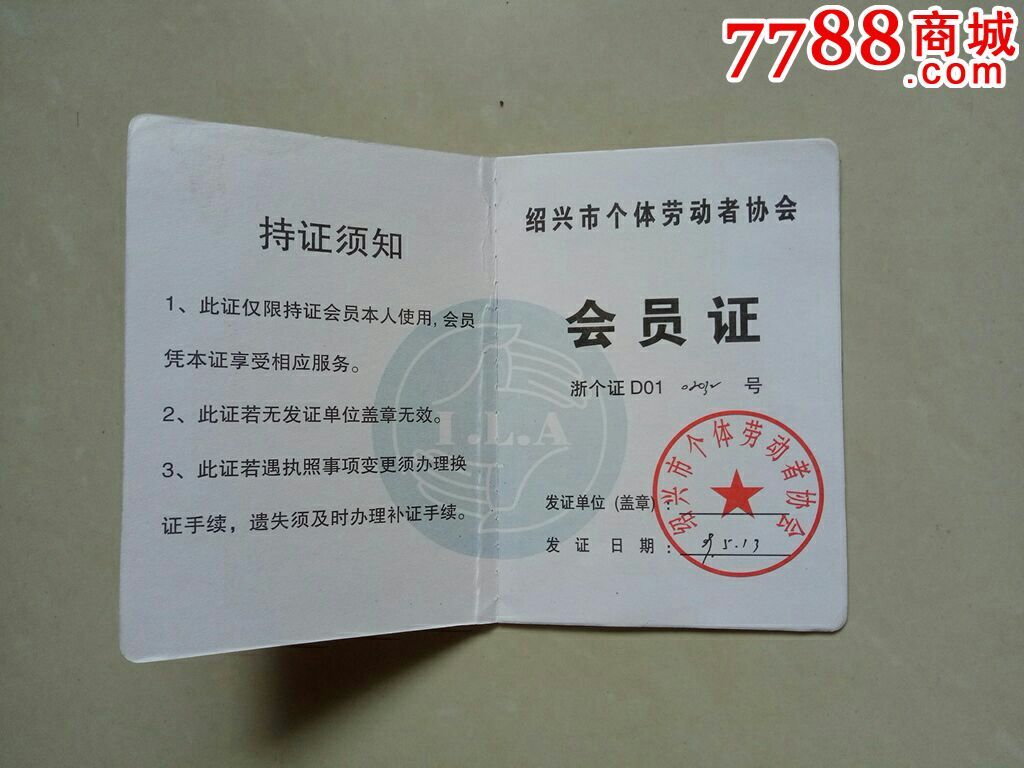 7788商城
.com
持证须知
1、此证仅限持证会员本人使用,会员
凭本证享受相应服务。
2、此证若无发证单位盖章无效。
3、此证若遇执照事项变更须办理换
证手续，遗失须及时办理补证手续。
I.L.A
绍兴市个体劳动者协会
会员证
浙个证 D01 号
绍兴市个体劳动者协会
发证单位 (盖章)：
发 证 日 期： 5.13